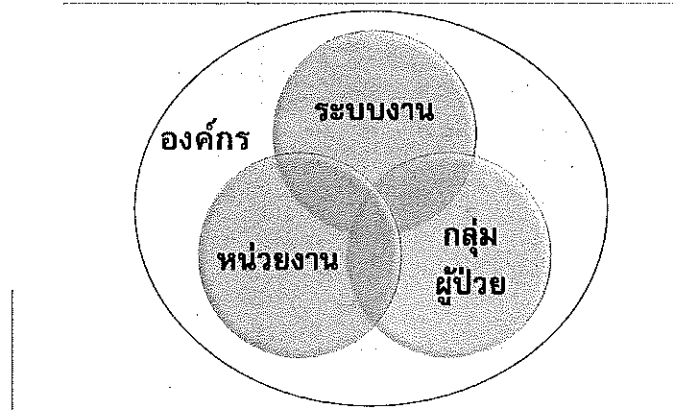 ระบบงาน
องค์กร
หน่วยงาน
กลุ่ม
ผู้ป่วย